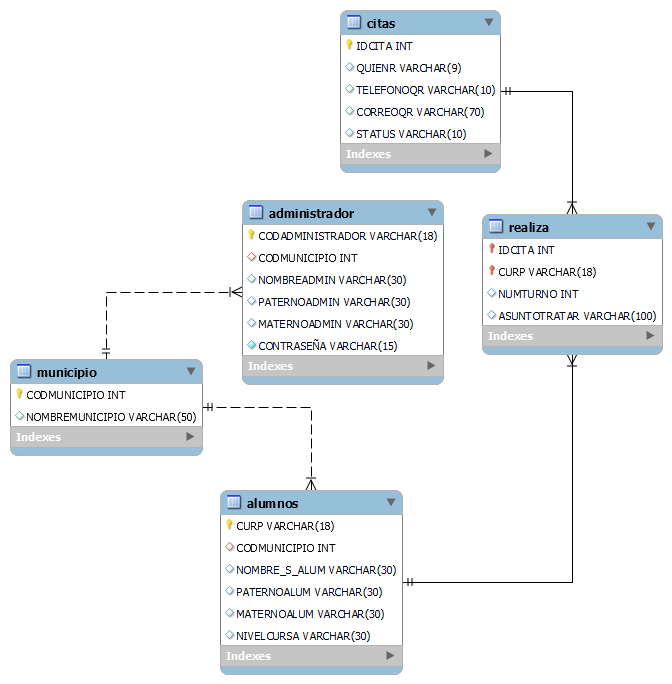 citas
IDCITA INT
QUIENR VARCHAR(9)
TELEFONOQR VARCHAR(10)
CORREOQR VARCHAR(70)
STATUS VARCHAR(10)
Indexes
administrador
CODADMINISTRADOR VARCHAR(18)
CODMUNICIPIO INT
NOMBREADMIN VARCHAR(30)
PATERNOADMIN VARCHAR(30)
MATERNOADMIN VARCHAR(30)
CONTRASEÑA VARCHAR(15)
Indexes
realiza
IDCITA INT
CURP VARCHAR(18)
NUMTURNO INT
ASUNTOTRATAR VARCHAR(100)
Indexes
municipio
CODMUNICIPIO INT
NOMBREMUNICIPIO VARCHAR(50)
Indexes
alumnos
CURP VARCHAR(18)
CODMUNICIPIO INT
NOMBRE_S_ALUM VARCHAR(30)
PATERNOALUM VARCHAR(30)
MATERNOALUM VARCHAR(30)
NIVELCURSA VARCHAR(30)
Indexes